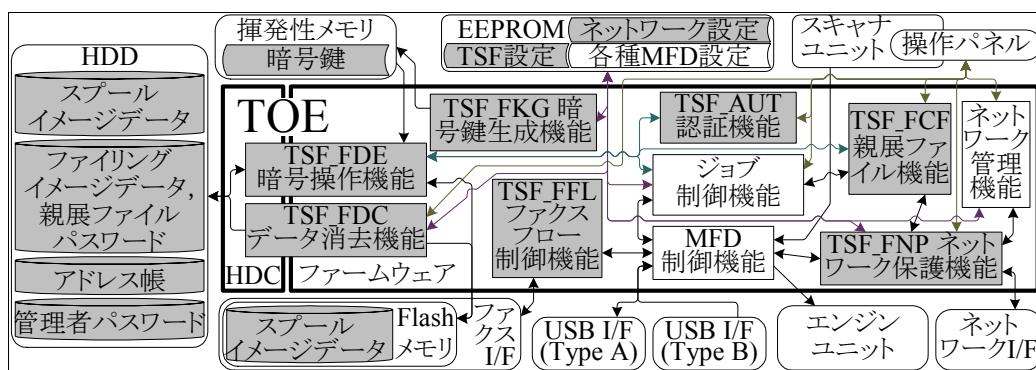 HDD
スプール
イメージデータ
ファイリング
イメージデータ,
親展ファイル
パスワード
アドレス帳
管理者パスワード
揮発性メモリ
暗号鍵
EEPROM
ネットワーク設定
TSF設定
各種MFD設定
スキャナ
ユニット
操作パネル
TOE
TSF_FKG 暗
号鍵生成機能
TSF_AUT
認証機能
TSF_FCF
親展ファ
イル機能
ネット
ワーク
管理
機能
TSF_FDE
暗号操作機能
ジョブ
制御機能
TSF_FDC
データ消去機能
TSF_FFL
ファクス
フロー
制御機能
MFD
制御機能
TSF_FNP ネット
ワーク保護機能
HDC
ファームウェア
スプール
イメージデータ
Flash
メモリ
ファ
クス
I/F
USB I/F
(Type A)
USB I/F
(Type B)
エンジン
ユニット
ネット
ワークI/F